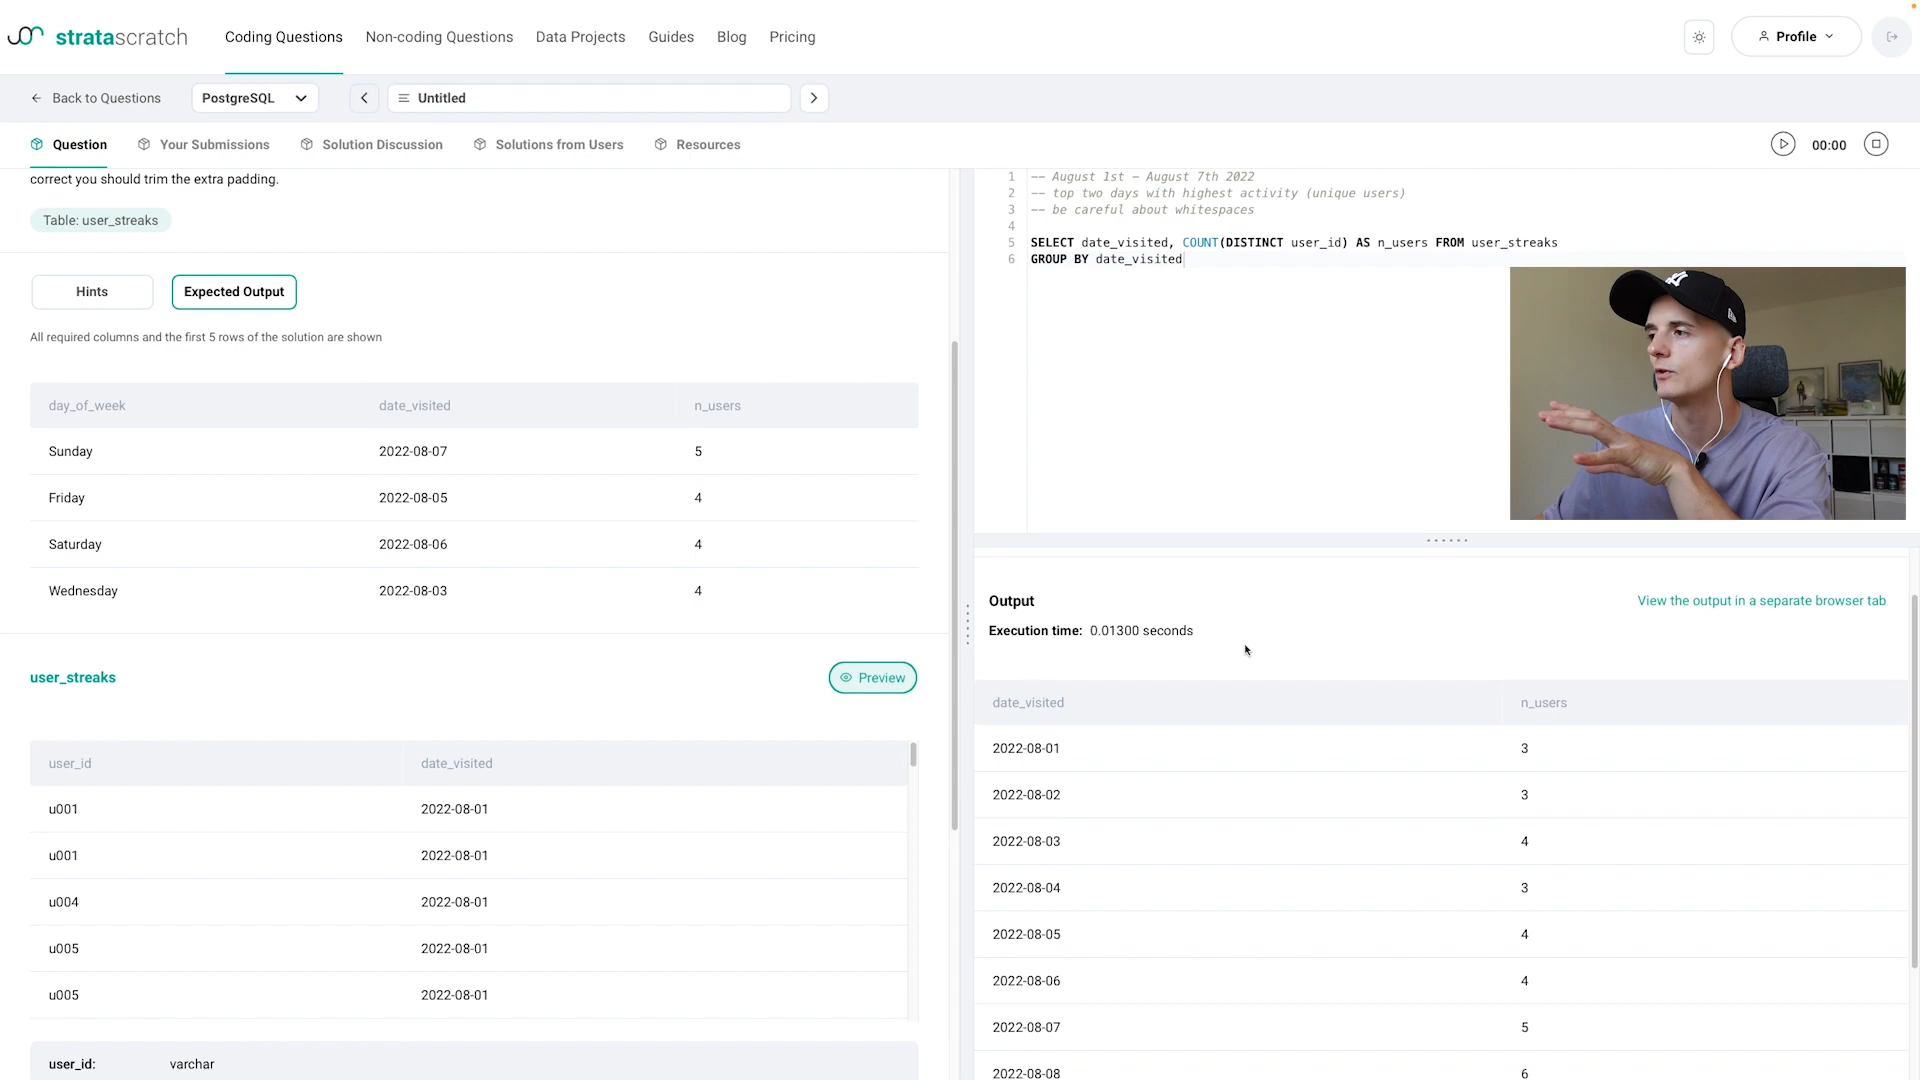 stratascratch
Coding Questions
Non-coding Questions
Data Projects
Guides
Blog
Pricing
Profile
Back to Questions
PostgreSQL
Untitled
Question
Your Submissions
Solution Discussion
Solutions from Users
Resources
00:00
correct you should trim the extra padding.
Table: user_streaks
Hints
Expected Output
All required columns and the first 5 rows of the solution are shown
day_of_week date_visited n_users
Sunday 2022-08-07 5
Friday 2022-08-05 4
Saturday 2022-08-06 4
Wednesday 2022-08-03 4
user_streaks
Preview
user_id date_visited
u001 2022-08-01
u001 2022-08-01
u004 2022-08-01
u005 2022-08-01
u005 2022-08-01
user_id: varchar
1 -- August 1st - August 7th 2022
2 -- top two days with highest activity (unique users)
3 -- be careful about whitespaces
4
5 SELECT date_visited, COUNT(DISTINCT user_id) AS n_users FROM user_streaks
6 GROUP BY date_visited
Output
View the output in a separate browser tab
Execution time: 0.01300 seconds
date_visited n_users
2022-08-01 3
2022-08-02 3
2022-08-03 4
2022-08-04 3
2022-08-05 4
2022-08-06 4
2022-08-07 5
2022-08-08 6